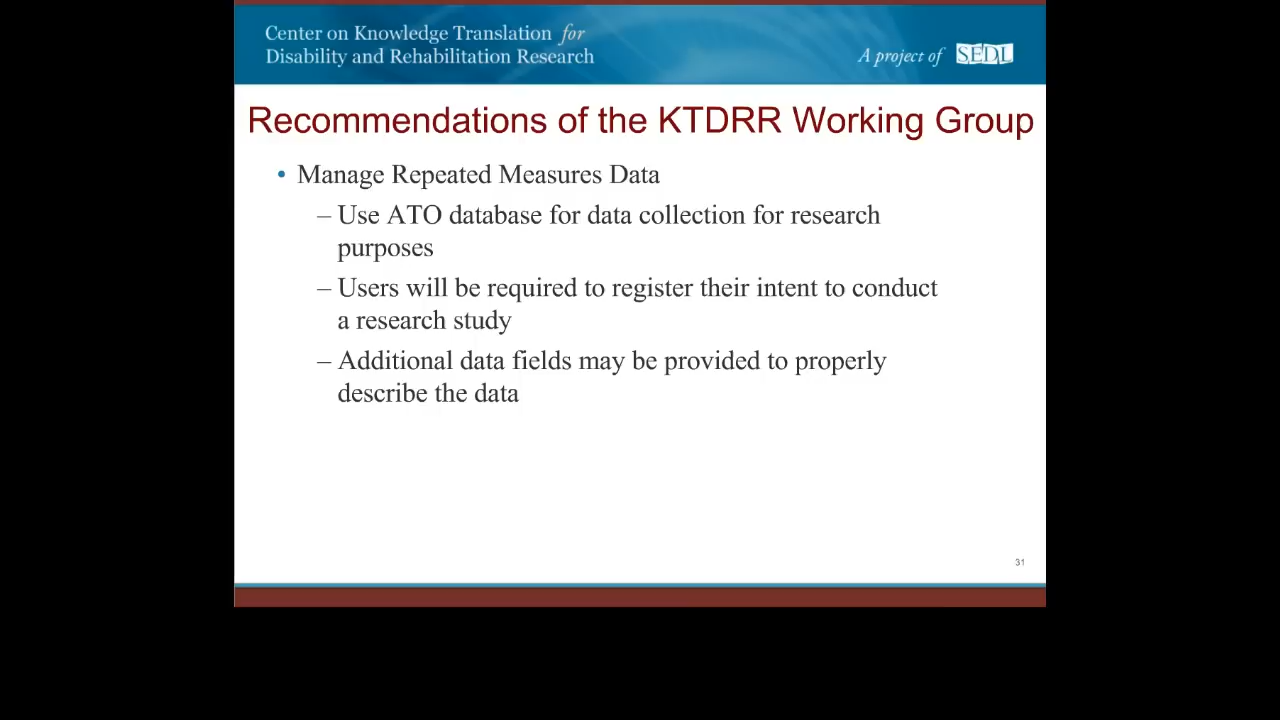 Center on Knowledge Translation for
Disability and Rehabilitation Research
A project of SEDL
Recommendations of the KTDRR Working Group
• Manage Repeated Measures Data
– Use ATO database for data collection for research
purposes
– Users will be required to register their intent to conduct
a research study
– Additional data fields may be provided to properly
describe the data
31